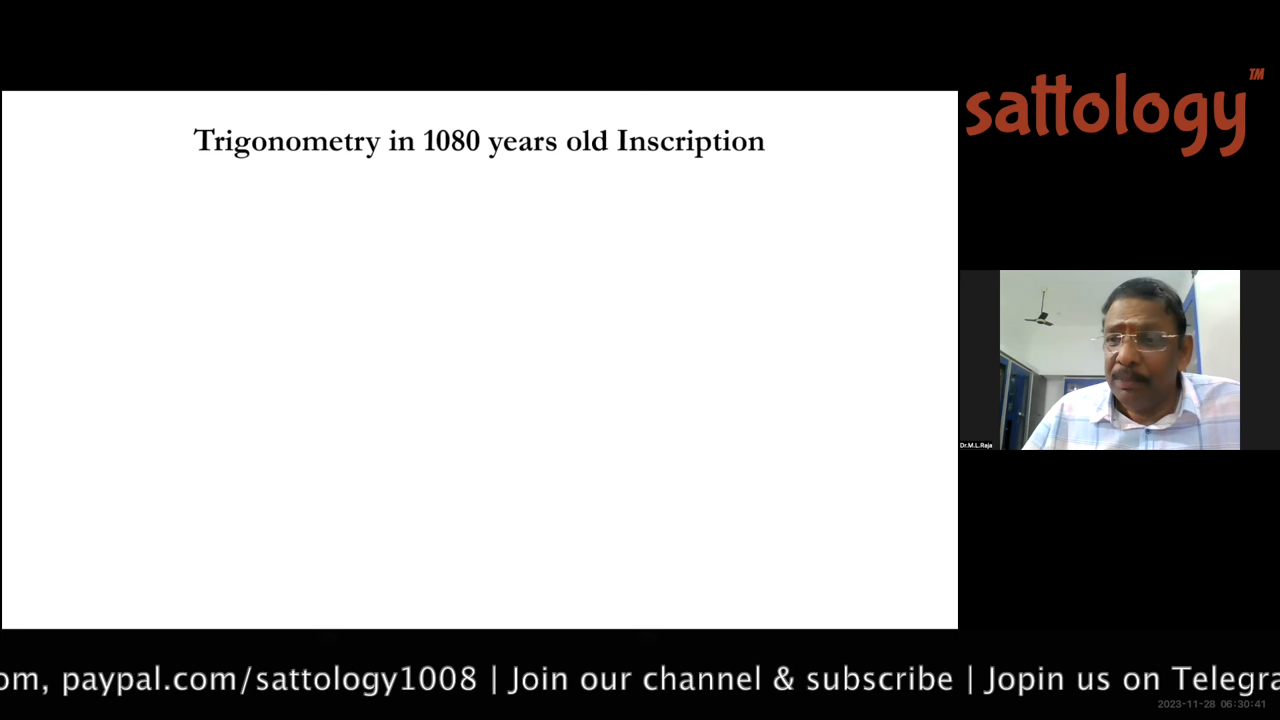 Trigonometry in 1080 years old Inscription
sattology™
Dr.M.L.Raja
om, paypal.com/sattology1008 | Join our channel & subscribe | Jopin us on Telegra
2023-11-28 06:30:41